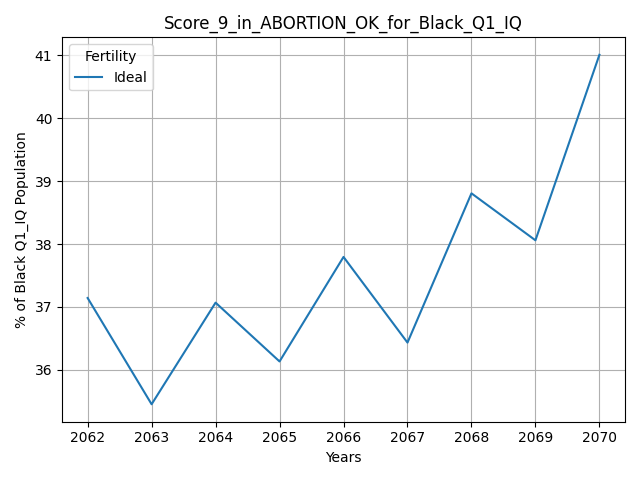 Score_9_in_ABORTION_OK_for_Black_Q1_IQ
Fertility
Ideal
% of Black Q1_IQ Population
41
40
39
38
37
36
2062 2063 2064 2065 2066 2067 2068 2069 2070
Years